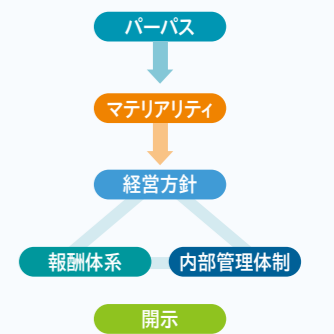 パーパス
マテリアリティ
経営方針
報酬体系
内部管理体制
開示